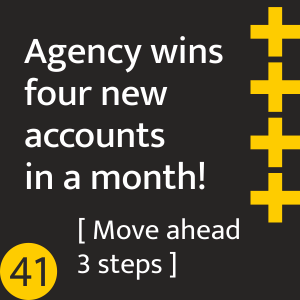 Agency wins
four new
accounts
in a month!
[ Move ahead
3 steps ]
41